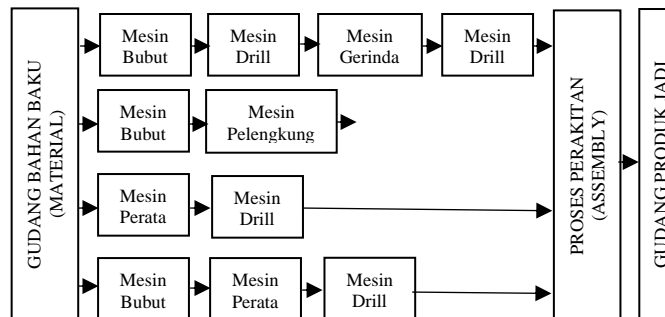 GUDANG BAHAN BAKU
(MATERIAL)
Mesin
Bubut
Mesin
Drill
Mesin
Gerinda
Mesin
Drill
Mesin
Bubut
Mesin
Pelengkung
Mesin
Perata
Mesin
Drill
Mesin
Bubut
Mesin
Perata
Mesin
Drill
PROSES PERAKITAN
(ASSEMBLY)
GUDANG PRODUK JADI